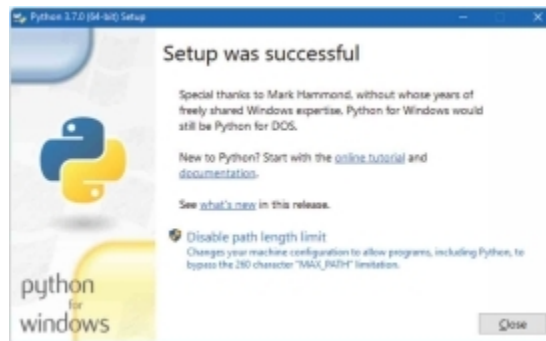 Python 3.7.0 (64-bit) Setup
Setup was successful
Special thanks to Mark Hammond, without whose years of
freely shared Windows expertise, Python for Windows would
still be Python for DOS.
New to Python? Start with the online tutorial and
documentation.
See what's new in this release.
Disable path length limit
Changes your machine configuration to allow programs, including Python, to
bypass the 260 character "MAX_PATH" limitation.
python
for
windows
Close